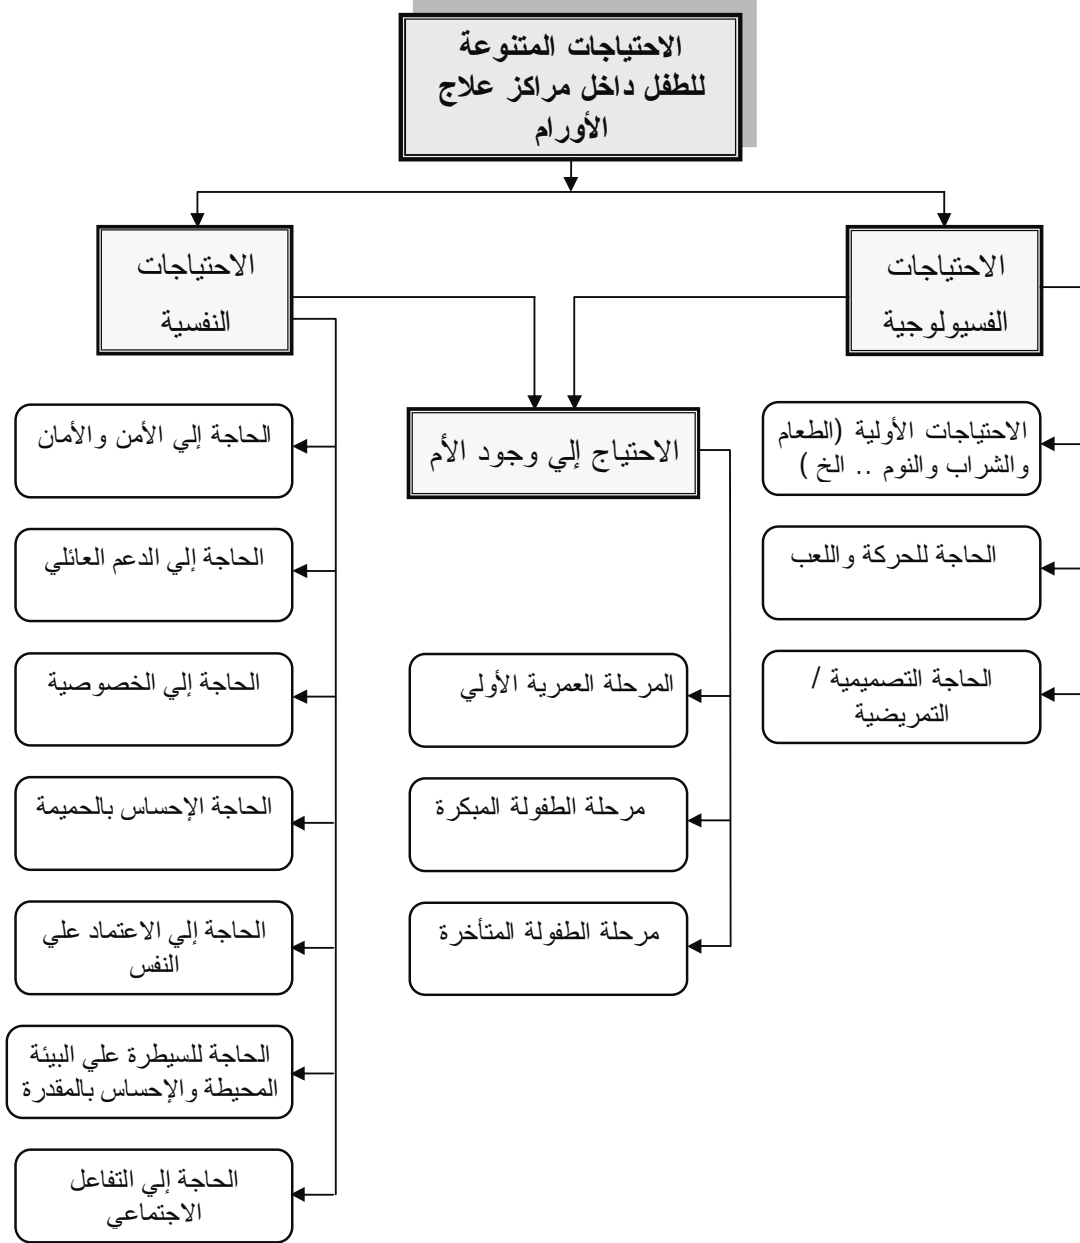 الاحتياجات المتنوعة
للطفل داخل مراكز علاج
الأورام
الاحتياجات
الفسيولوجية
الاحتياجات
النفسية
الاحتياج إلي وجود الأم
الاحتياجات الأولية (الطعام
والشراب والنوم .. الخ )
الحاجة للحركة واللعب
الحاجة التصميمية /
التمريضية
المرحلة العمرية الأولي
مرحلة الطفولة المبكرة
مرحلة الطفولة المتأخرة
الحاجة إلي الأمن والأمان
الحاجة إلي الدعم العائلي
الحاجة إلي الخصوصية
الحاجة الإحساس بالحميمة
الحاجة إلي الاعتماد علي
النفس
الحاجة للسيطرة علي البيئة
المحيطة والإحساس بالمقدرة
الحاجة إلي التفاعل
الاجتماعي